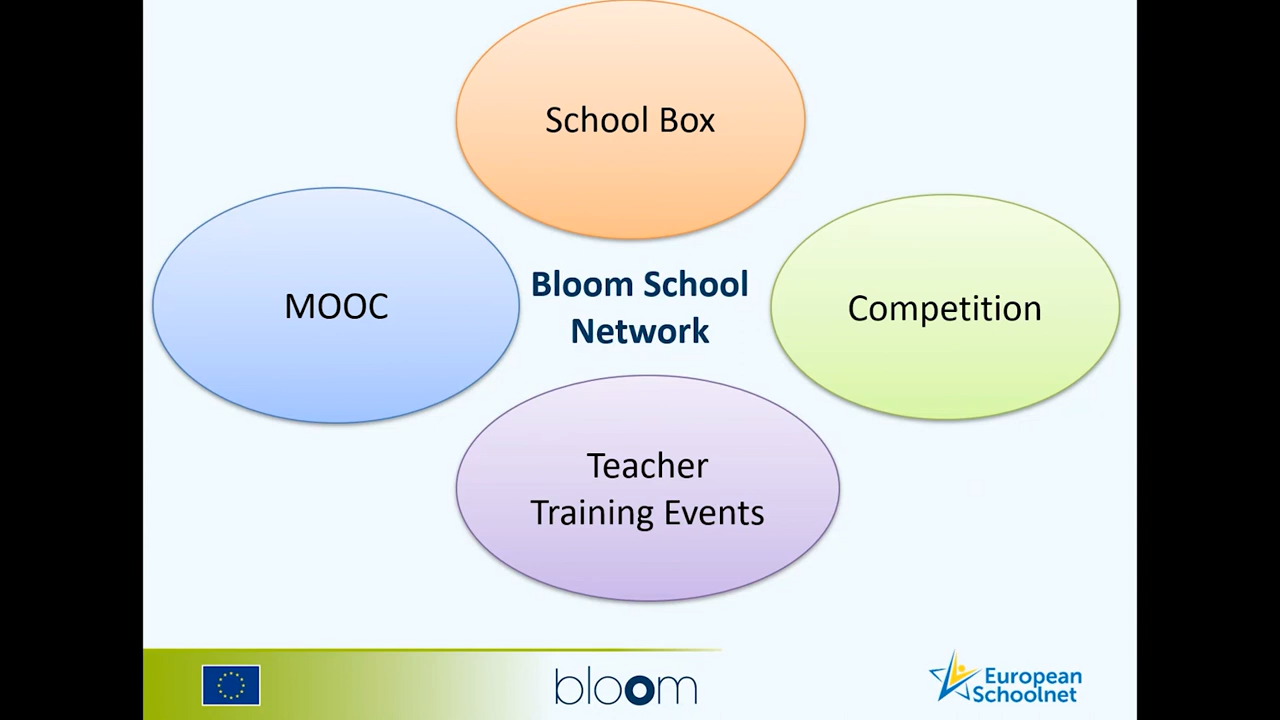 School Box
MOOC
Bloom School
Network
Competition
Teacher
Training Events
bloom
European
Schoolnet